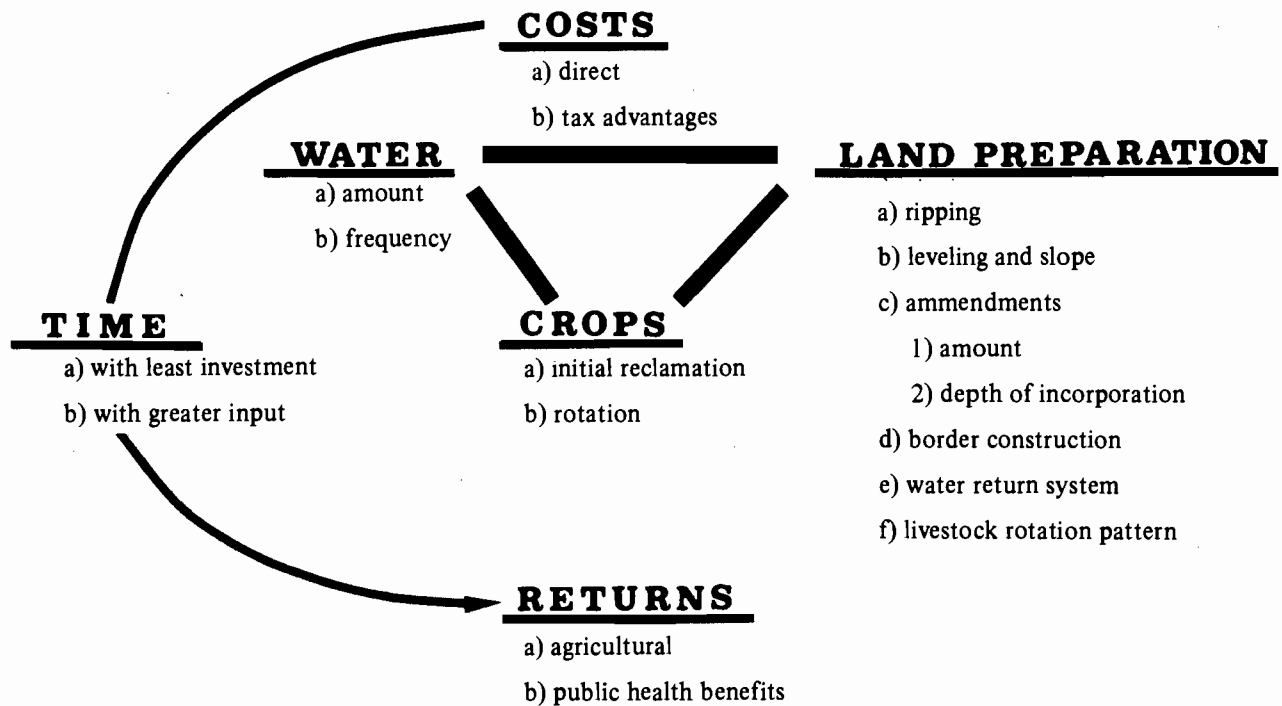 COSTS
a) direct
b) tax advantages
WATER
a) amount
b) frequency
LAND PREPARATION
a) ripping
b) leveling and slope
c) ammendments
1) amount
2) depth of incorporation
d) border construction
e) water return system
f) livestock rotation pattern
TIME
a) with least investment
b) with greater input
CROPS
a) initial reclamation
b) rotation
RETURNS
a) agricultural
b) public health benefits